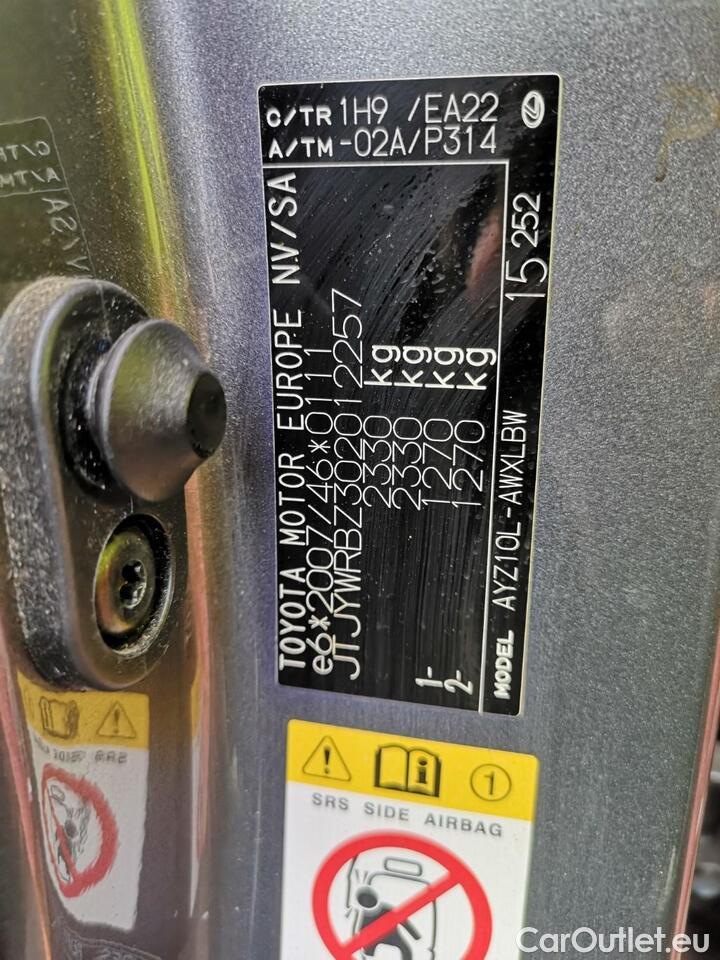 C/TR 1H9 /EA22
A/TM -02A/P314
TOYOTA MOTOR EUROPE NV/SA
e6*2007/46*0111
JTJYWRBZ302012257
2330 kg
2330 kg
1- 1270 kg
2- 1270 kg
MODEL AYZ10L-AWXLBW 15 252
1
SRS SIDE AIRBAG
CarOutlet.eu